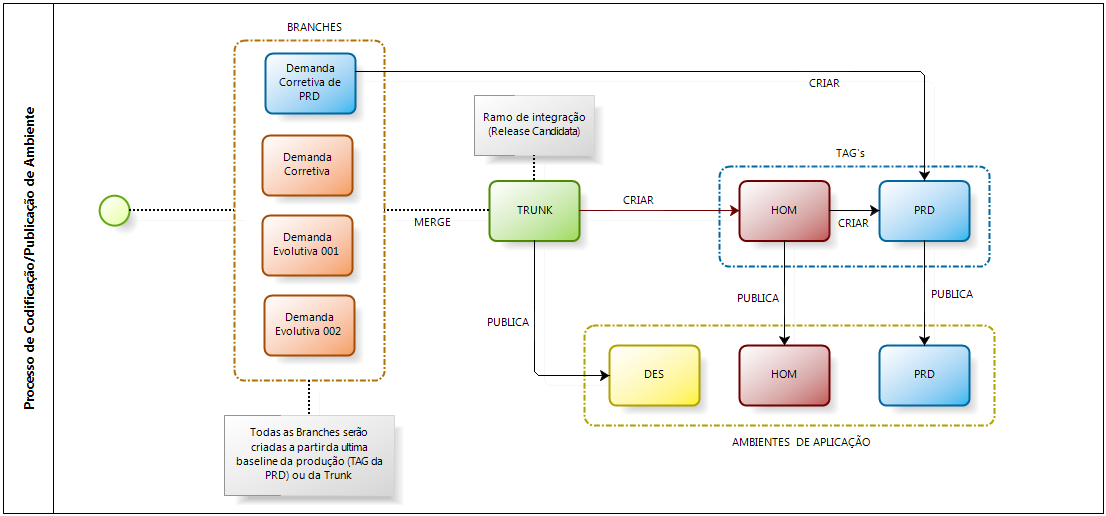 Processo de Codificação/Publicação de Ambiente
BRANCHES
Demanda
Corretiva de
PRD
CRIAR
Ramo de integração
(Release Candidata)
Demanda
Corretiva
TAG's
TRUNK
CRIAR
HOM
CRIAR
PRD
MERGE
Demanda
Evolutiva 001
PUBLICA
PUBLICA
PUBLICA
Demanda
Evolutiva 002
DES
HOM
PRD
AMBIENTES DE APLICAÇÃO
Todas as Branches serão
criadas a partir da ultima
baseline da produção (TAG da
PRD) ou da Trunk